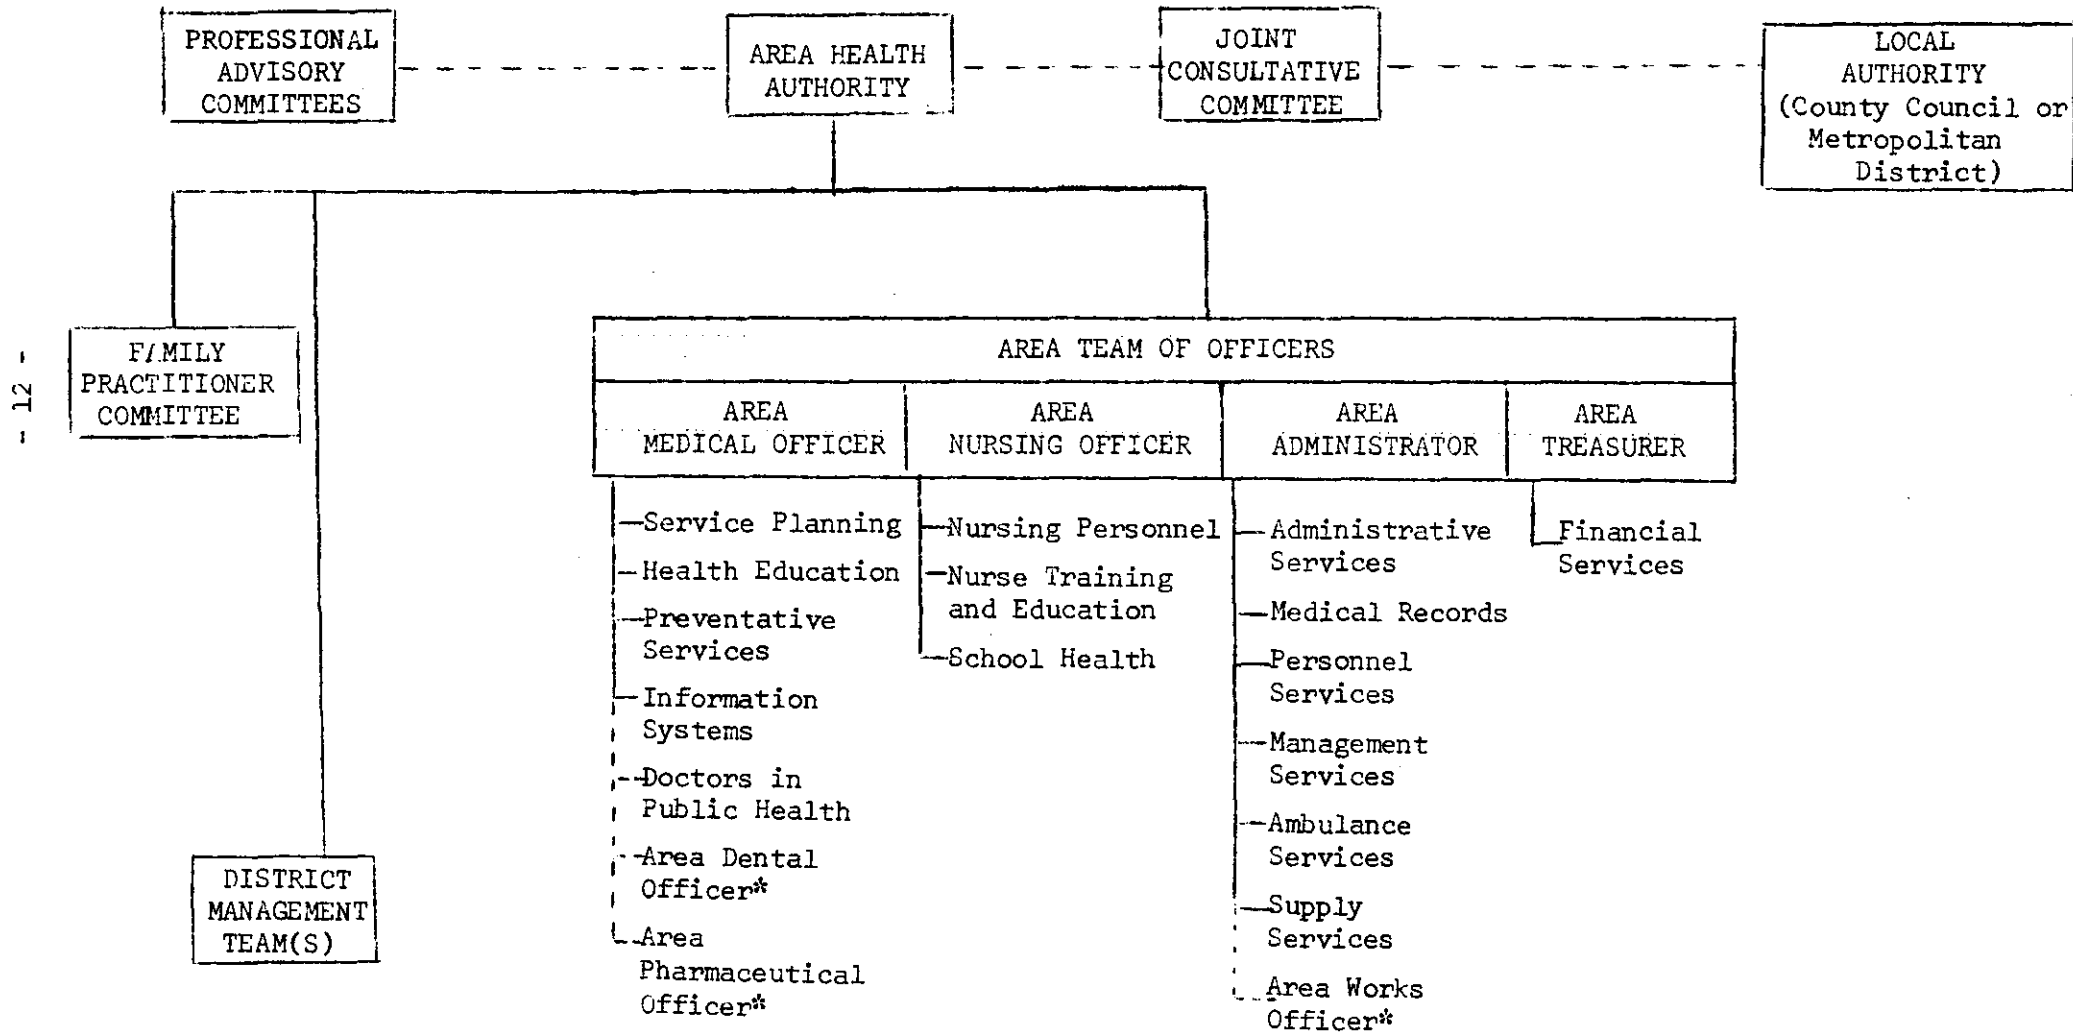 PROFESSIONAL
ADVISORY
COMMITTEES
AREA HEALTH
AUTHORITY
JOINT
CONSULTATIVE
COMMITTEE
LOCAL
AUTHORITY
(County Council or
Metropolitan
District)
- 12 -
FAMILY
PRACTITIONER
COMMITTEE
AREA TEAM OF OFFICERS
AREA
MEDICAL OFFICER
AREA
NURSING OFFICER
AREA
ADMINISTRATOR
AREA
TREASURER
Service Planning
Health Education
Preventative
Services
Information
Systems
Doctors in
Public Health
Area Dental
Officer*
Area
Pharmaceutical
Officer*
Nursing Personnel
Nurse Training
and Education
School Health
Administrative
Services
Medical Records
Personnel
Services
Management
Services
Ambulance
Services
Supply
Services
Area Works
Officer*
Financial
Services
DISTRICT
MANAGEMENT
TEAM(S)